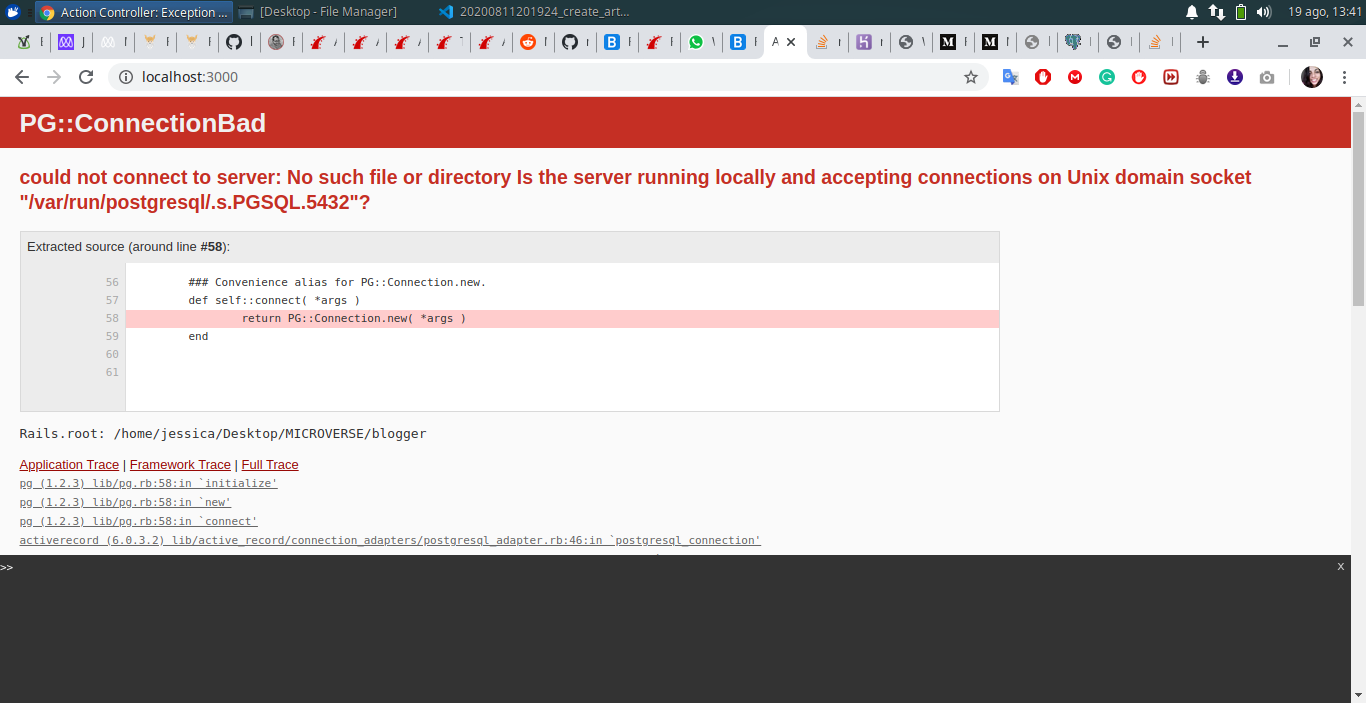 Action Controller: Exception ...
[Desktop - File Manager]
20200811201924_create_art...
19 ago, 13:41
localhost:3000
PG::ConnectionBad
could not connect to server: No such file or directory Is the server running locally and accepting connections on Unix domain socket
"/var/run/postgresql/.s.PGSQL.5432"?
Extracted source (around line #58):
56 ### Convenience alias for PG::Connection.new.
57 def self::connect( *args )
58 return PG::Connection.new( *args )
59 end
60
61
Rails.root: /home/jessica/Desktop/MICROVERSE/blogger
Application Trace | Framework Trace | Full Trace
pg (1.2.3) lib/pg.rb:58:in `initialize'
pg (1.2.3) lib/pg.rb:58:in `new'
pg (1.2.3) lib/pg.rb:58:in `connect'
activerecord (6.0.3.2) lib/active_record/connection_adapters/postgresql_adapter.rb:46:in `postgresql_connection'
>>
x